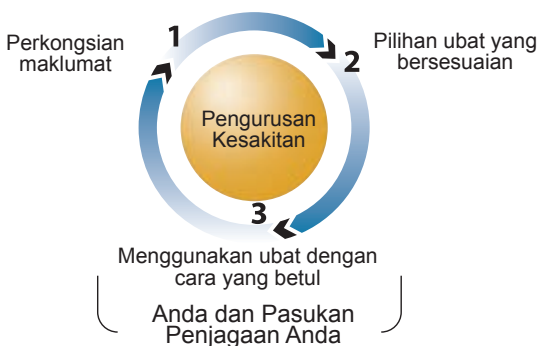 Perkongsian
maklumat
1
2
Pilihan ubat yang
bersesuaian
Pengurusan
Kesakitan
3
Menggunakan ubat dengan
cara yang betul
Anda dan Pasukan
Penjagaan Anda